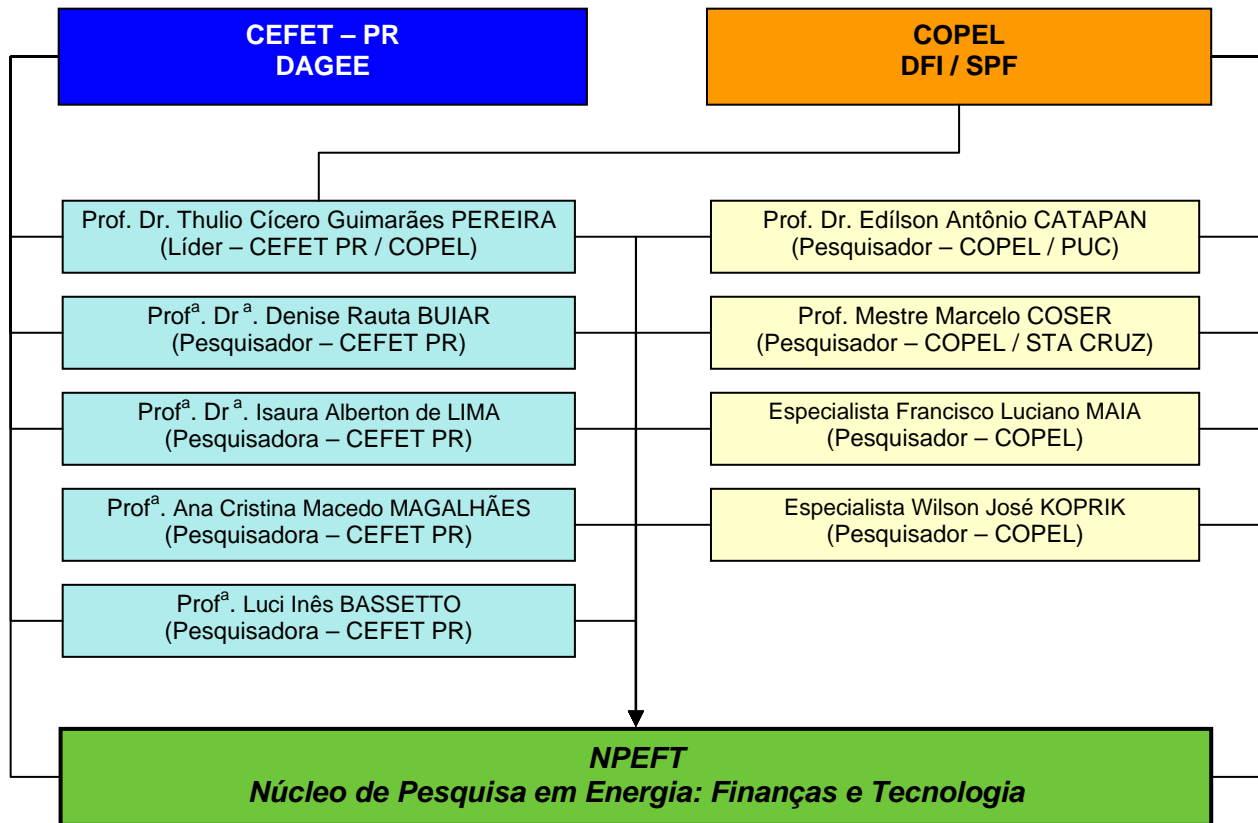 CEFET – PR
DAGEE
COPEL
DFI / SPF
Prof. Dr. Thulio Cícero Guimarães PEREIRA
(Líder – CEFET PR / COPEL)
Profª. Dr ª. Denise Rauta BUIAR
(Pesquisador – CEFET PR)
Profª. Dr ª. Isaura Alberton de LIMA
(Pesquisadora – CEFET PR)
Profª. Ana Cristina Macedo MAGALHÃES
(Pesquisadora – CEFET PR)
Profª. Luci Inês BASSETTO
(Pesquisadora – CEFET PR)
Prof. Dr. Edílson Antônio CATAPAN
(Pesquisador – COPEL / PUC)
Prof. Mestre Marcelo COSER
(Pesquisador – COPEL / STA CRUZ)
Especialista Francisco Luciano MAIA
(Pesquisador – COPEL)
Especialista Wilson José KOPRIK
(Pesquisador – COPEL)
NPEFT
Núcleo de Pesquisa em Energia: Finanças e Tecnologia